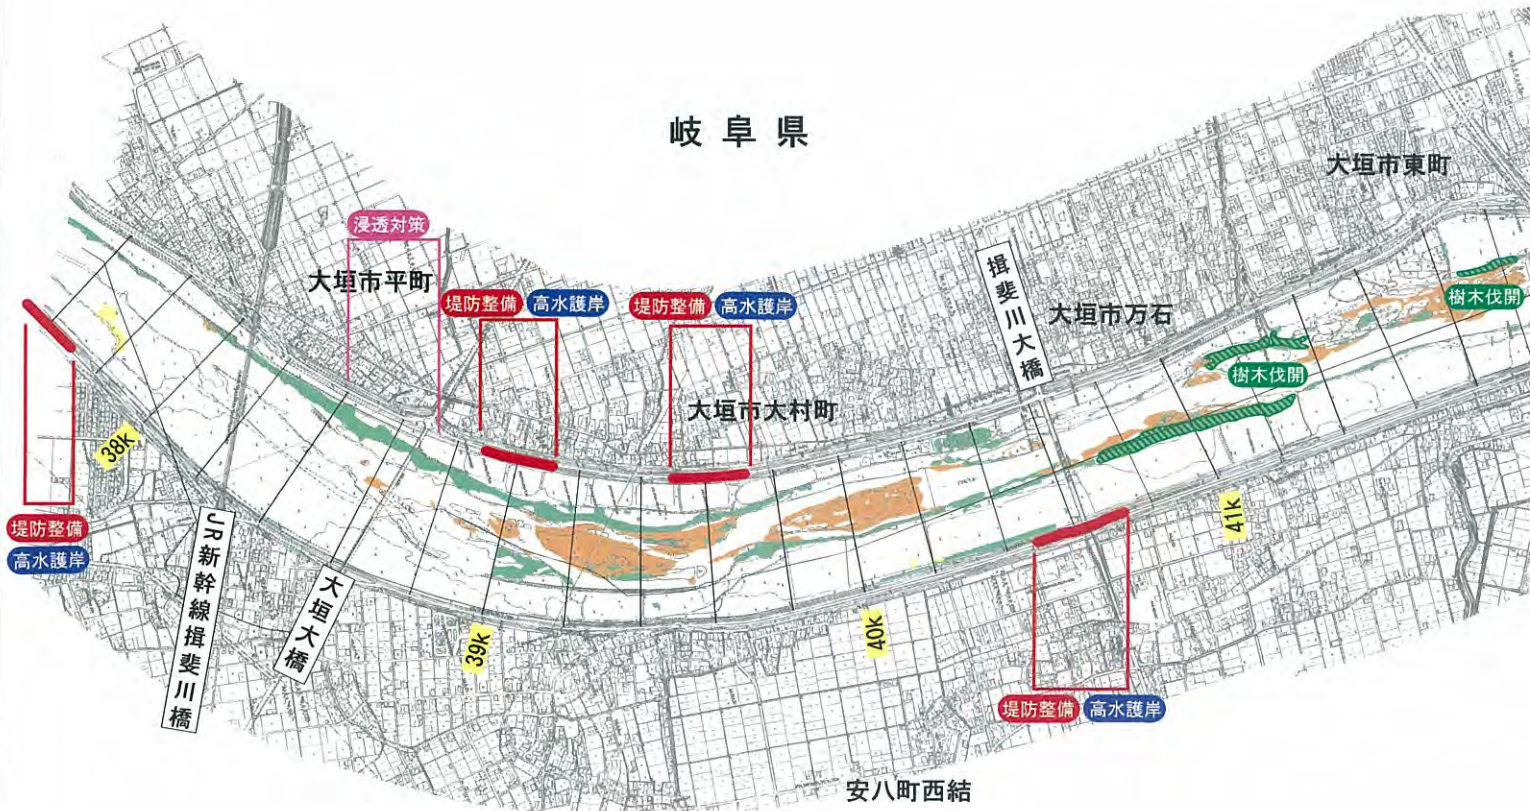 岐阜県
大垣市東町
浸透対策
大垣市平町
堤防整備 高水護岸
堤防整備 高水護岸
揖斐川大橋
大垣市万石
樹木伐開
樹木伐開
大垣市大村町
38k
堤防整備
高水護岸
JR新幹線揖斐川橋
大垣大橋
39k
40k
41k
堤防整備 高水護岸
安八町西結